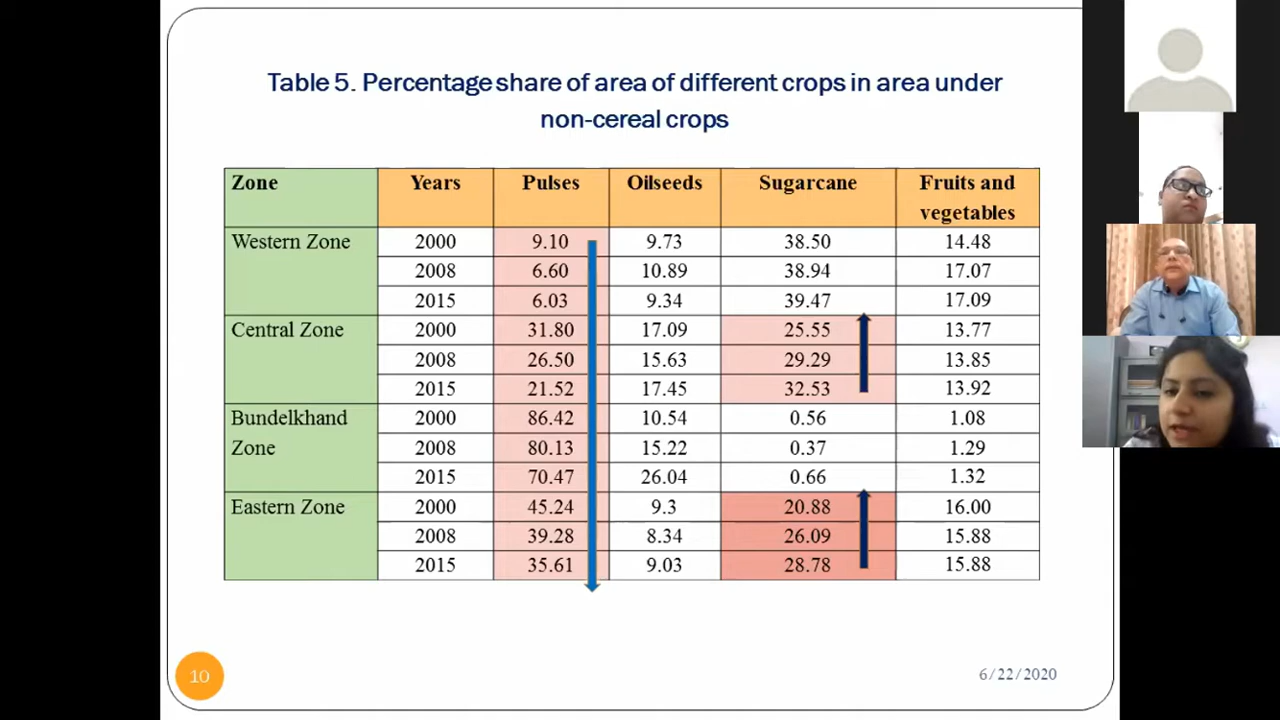 Table 5. Percentage share of area of different crops in area under
non-cereal crops
Zone Years Pulses Oilseeds Sugarcane Fruits and
vegetables
Western Zone 2000 9.10 9.73 38.50 14.48
2008 6.60 10.89 38.94 17.07
2015 6.03 9.34 39.47 17.09
Central Zone 2000 31.80 17.09 25.55 13.77
2008 26.50 15.63 29.29 13.85
2015 21.52 17.45 32.53 13.92
Bundelkhand 2000 86.42 10.54 0.56 1.08
Zone 2008 80.13 15.22 0.37 1.29
2015 70.47 26.04 0.66 1.32
Eastern Zone 2000 45.24 9.3 20.88 16.00
2008 39.28 8.34 26.09 15.88
2015 35.61 9.03 28.78 15.88
10 6/22/2020